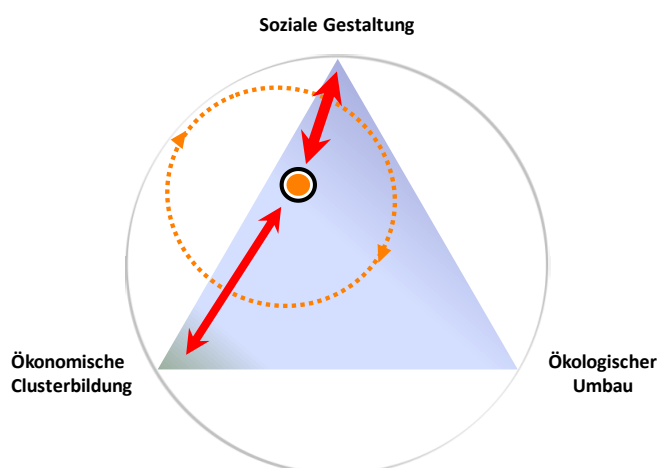 Soziale Gestaltung
Ökonomische
Clusterbildung
Ökologischer
Umbau